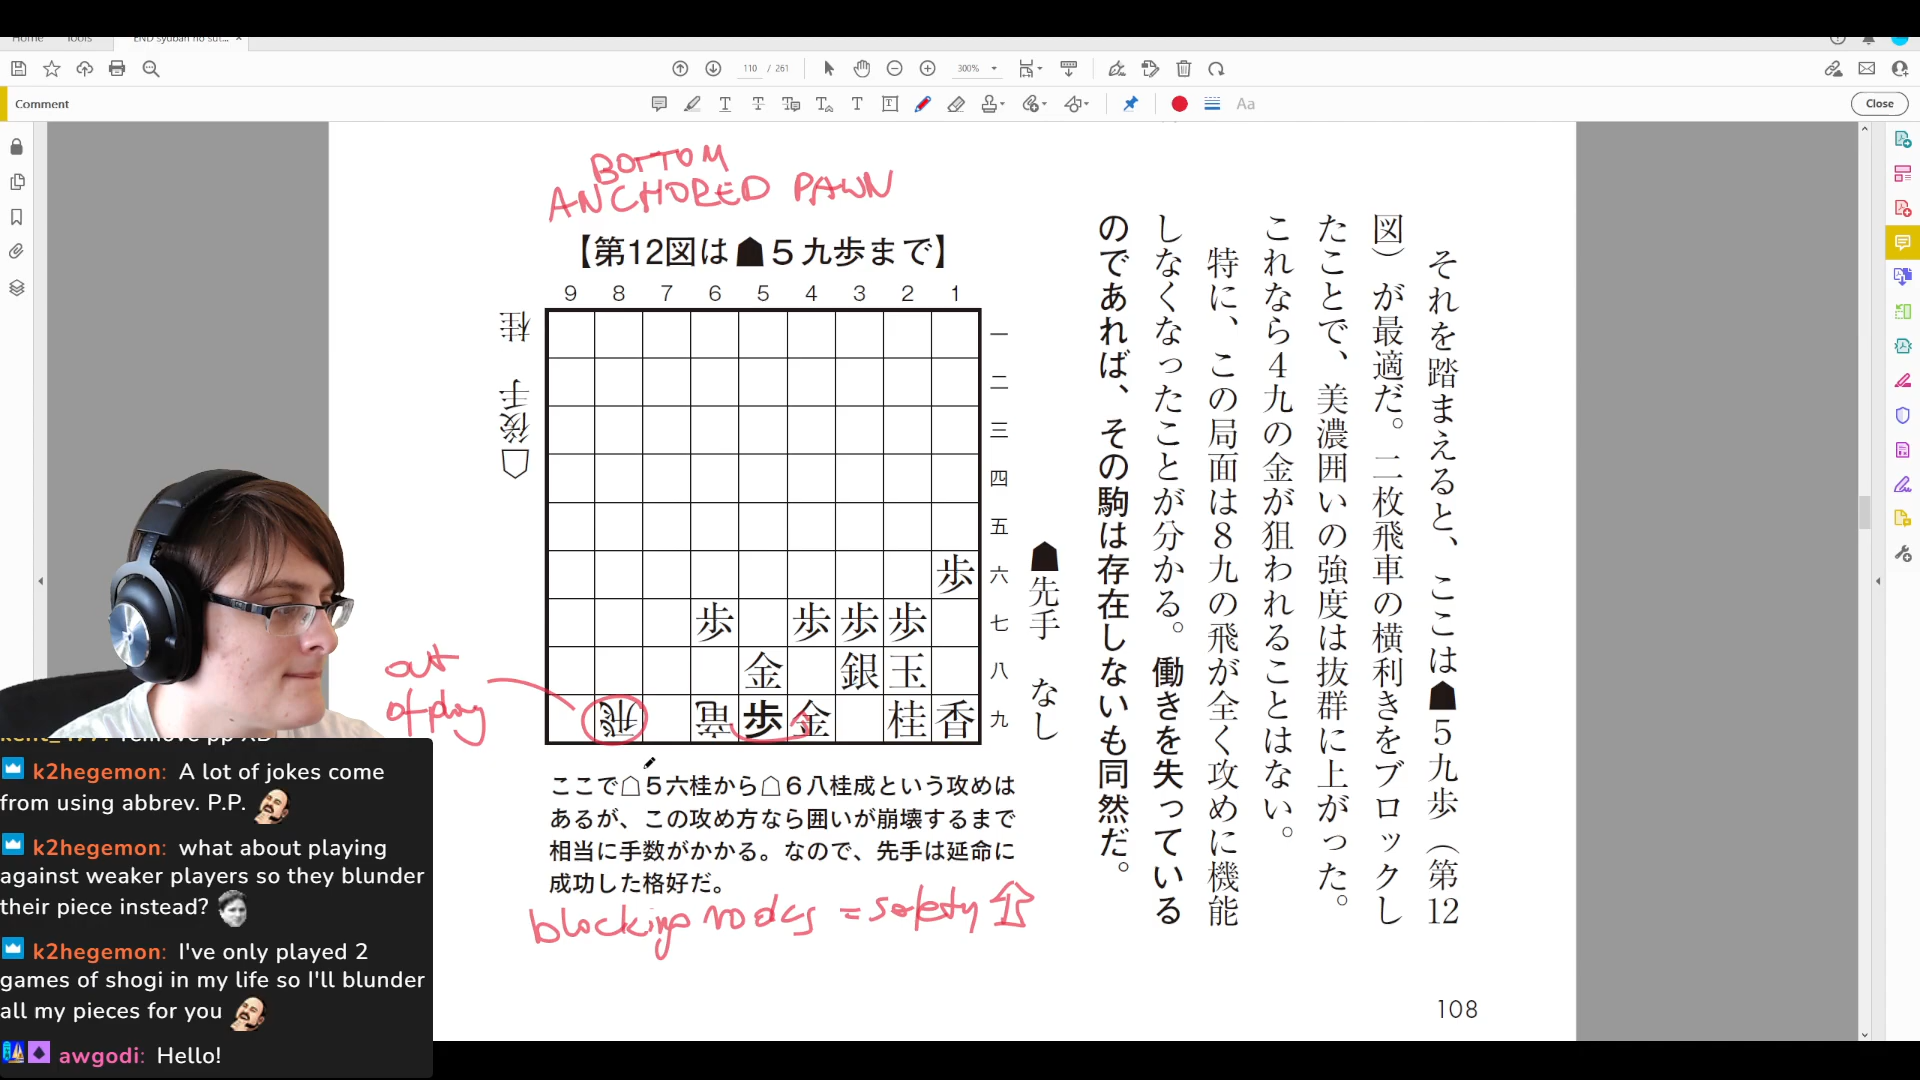 Home
Tools
END syuban no sut...
110 / 261
300%
Comment
Aa
Close
BOTTOM
ANCHORED PAWN
【第12図は☗5九歩まで】
9 8 7 6 5 4 3 2 1
一
二
三
四
五
六
七
八
九
☖後手 桂
☗先手 なし
歩
歩 歩 歩 歩
金 銀 玉
飛 竜 歩 金 桂 香
out
of play
ここで☖5六桂から☖6八桂成という攻めは
あるが、この攻め方なら囲いが崩壊するまで
相当に手数がかかる。なので、先手は延命に
成功した格好だ。
blocking rooks = safety
それを踏まえると、ここは☗5九歩（第12
図）が最適だ。二枚飛車の横利きをブロックし
たことで、美濃囲いの強度は抜群に上がった。
これなら4九の金が狙われることはない。
特に、この局面は8九の飛が全く攻めに機能
しなくなったことが分かる。働きを失っている
のであれば、その駒は存在しないも同然だ。
108
k2hegemon: A lot of jokes come
from using abbrev. P.P.
k2hegemon: what about playing
against weaker players so they blunder
their piece instead?
k2hegemon: I've only played 2
games of shogi in my life so I'll blunder
all my pieces for you
awgodi: Hello!